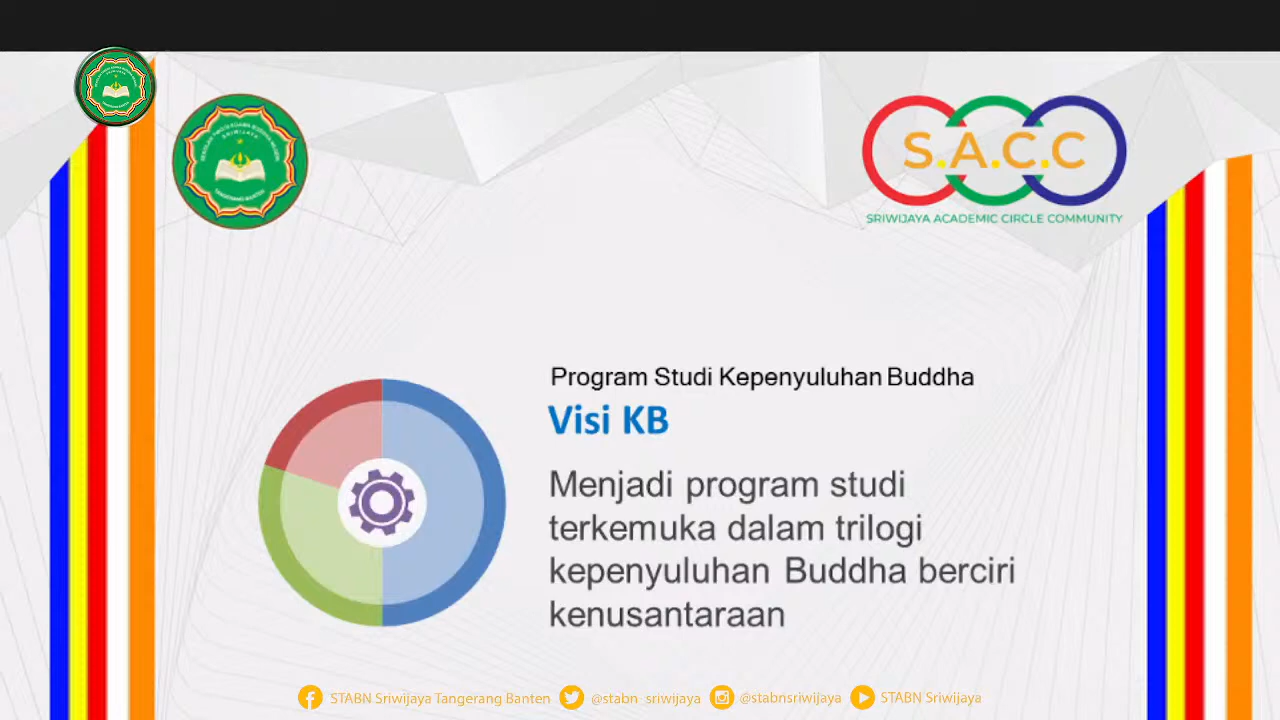 S.A.C.C
SRIWIJAYA ACADEMIC CIRCLE COMMUNITY
Program Studi Kepenyuluhan Buddha
Visi KB
Menjadi program studi
terkemuka dalam trilogi
kepenyuluhan Buddha berciri
kenusantaraan
STABN Sriwijaya Tangerang Banten
@stabn_sriwijaya
@stabnsriwijaya
STABN Sriwijaya